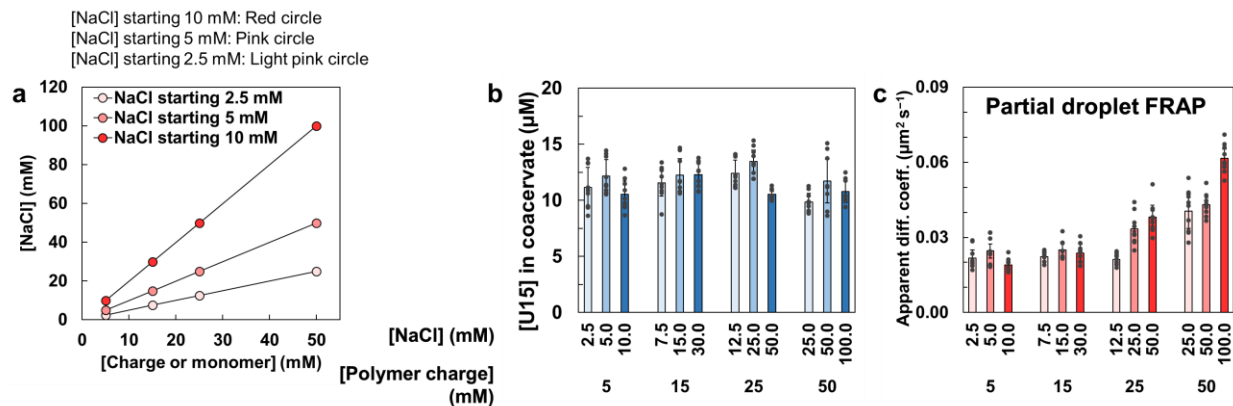 [NaCl] starting 10 mM: Red circle
[NaCl] starting 5 mM: Pink circle
[NaCl] starting 2.5 mM: Light pink circle
a
NaCl starting 2.5 mM
NaCl starting 5 mM
NaCl starting 10 mM
[NaCl] (mM)
120
100
80
60
40
20
0
0 10 20 30 40 50 60
[Charge or monomer] (mM)
b
[U15] in coacervate (µM)
20
15
10
5
0
[NaCl] (mM)
2.5 5.0 10.0 7.5 15.0 30.0 12.5 25.0 50.0 25.0 50.0 100.0
[Polymer charge]
(mM)
5 15 25 50
c
Partial droplet FRAP
Apparent diff. coeff. (µm² s⁻¹)
0.09
0.06
0.03
0.00
2.5 5.0 10.0 7.5 15.0 30.0 12.5 25.0 50.0 25.0 50.0 100.0
5 15 25 50